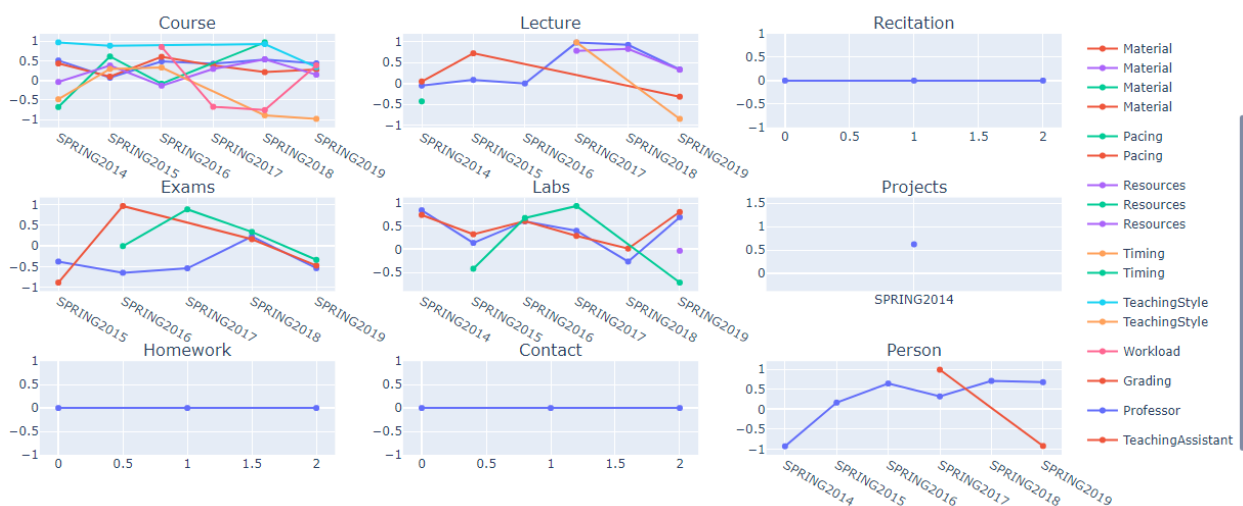 Course
1
0.5
0
−0.5
−1
SPRING2014
SPRING2015
SPRING2016
SPRING2017
SPRING2018
SPRING2019
Lecture
1
0.5
0
−0.5
−1
SPRING2014
SPRING2015
SPRING2016
SPRING2017
SPRING2018
SPRING2019
Recitation
1
0.5
0
−0.5
−1
0 0.5 1 1.5 2
Exams
1
0.5
0
−0.5
−1
SPRING2015
SPRING2016
SPRING2017
SPRING2018
SPRING2019
Labs
1
0.5
0
−0.5
SPRING2014
SPRING2015
SPRING2016
SPRING2017
SPRING2018
SPRING2019
Projects
1.5
1
0.5
0
SPRING2014
Homework
1
0.5
0
−0.5
−1
0 0.5 1 1.5 2
Contact
1
0.5
0
−0.5
−1
0 0.5 1 1.5 2
Person
1
0.5
0
−0.5
−1
SPRING2014
SPRING2015
SPRING2016
SPRING2017
SPRING2018
SPRING2019
Material
Material
Material
Material
Pacing
Pacing
Resources
Resources
Resources
Timing
Timing
TeachingStyle
TeachingStyle
Workload
Grading
Professor
TeachingAssistant